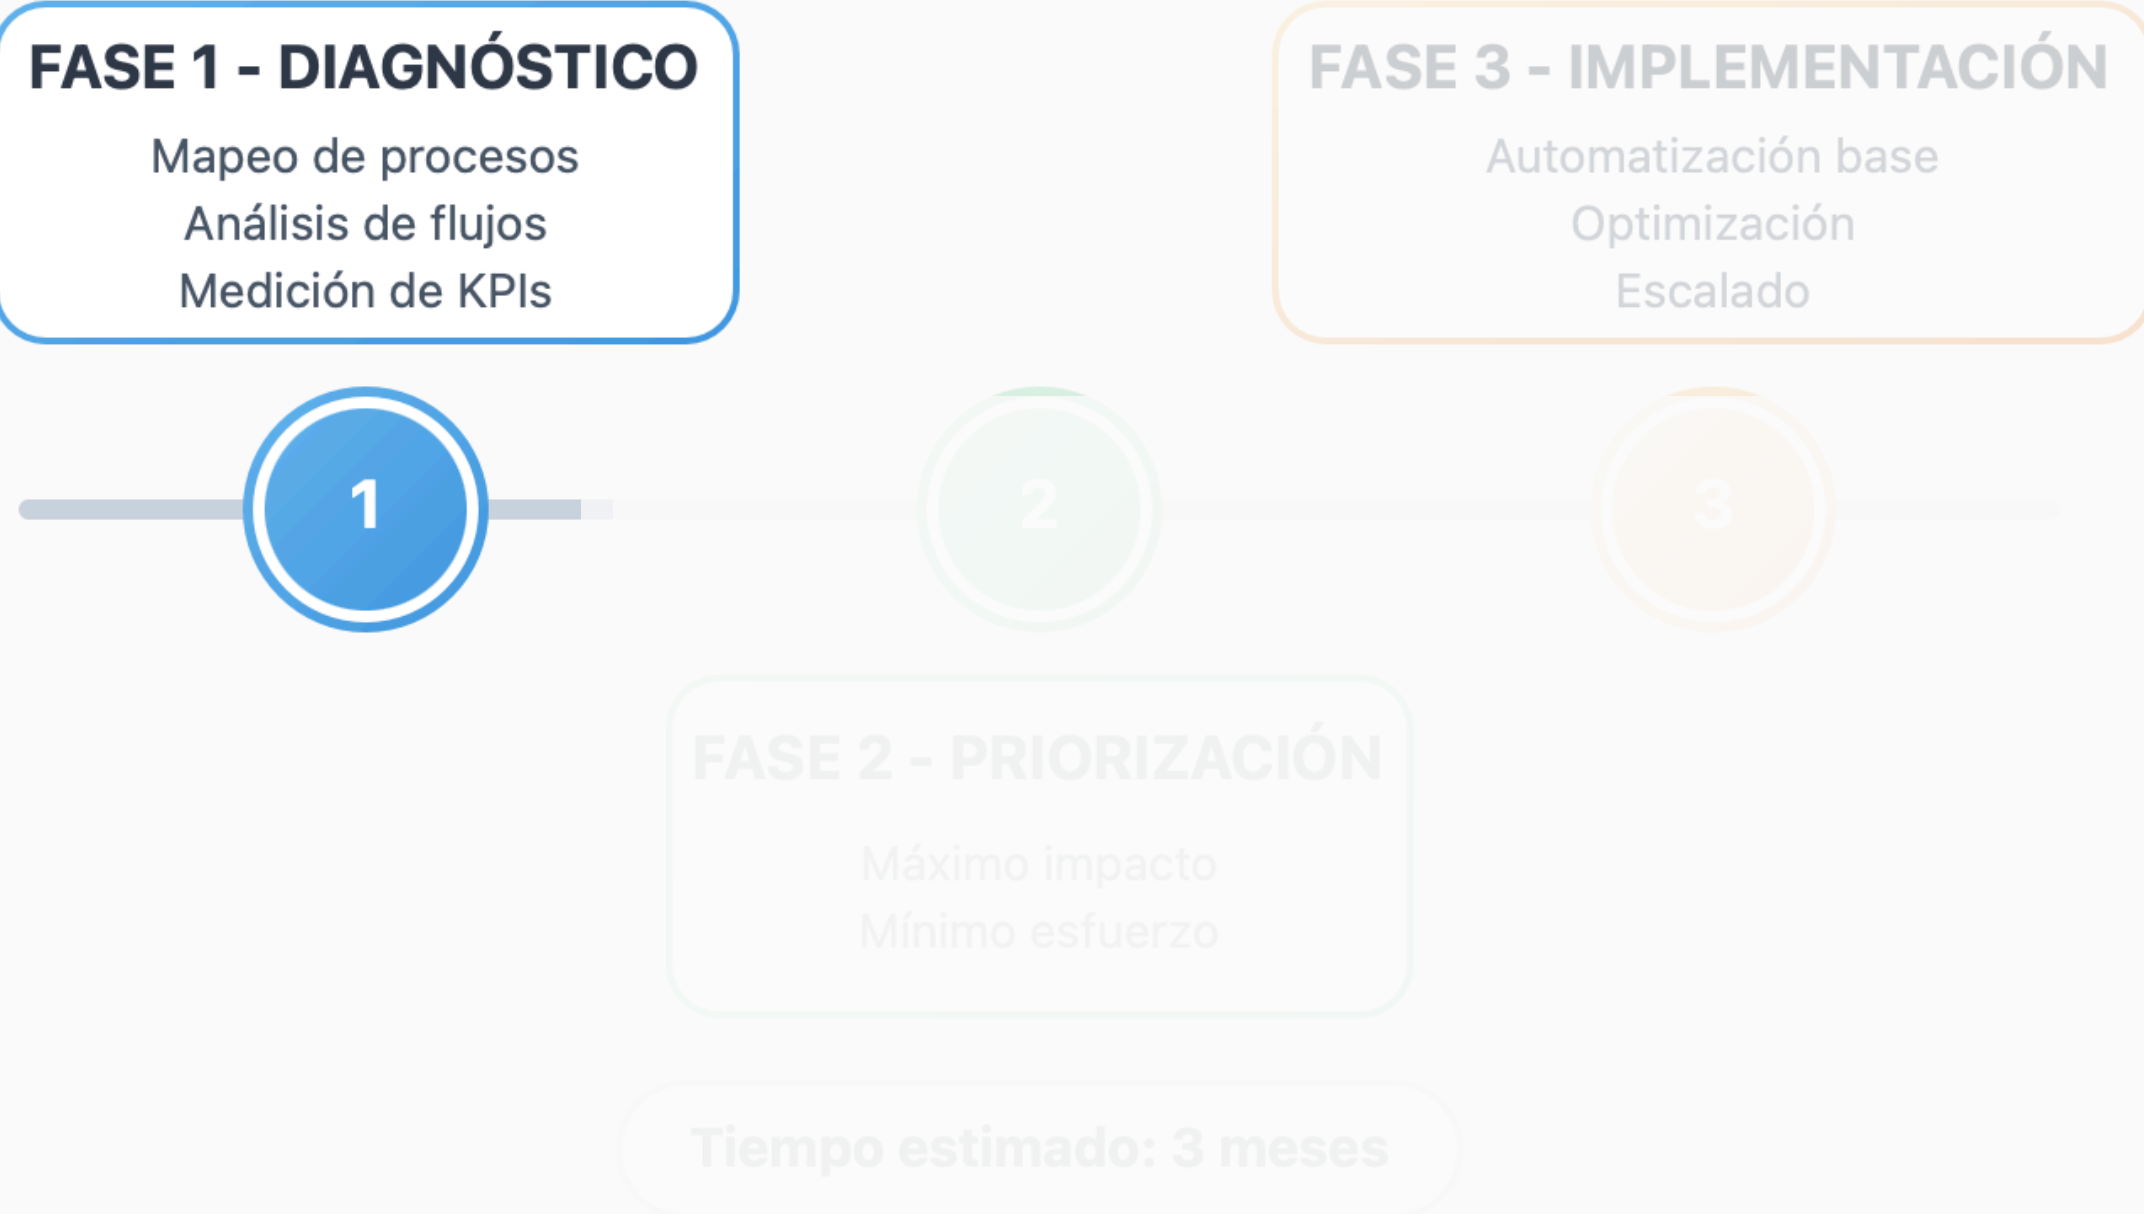 FASE 1 - DIAGNÓSTICO
Mapeo de procesos
Análisis de flujos
Medición de KPIs
FASE 3 - IMPLEMENTACIÓN
Automatización base
Optimización
Escalado
1
2
3
FASE 2 - PRIORIZACIÓN
Máximo impacto
Mínimo esfuerzo
Tiempo estimado: 3 meses